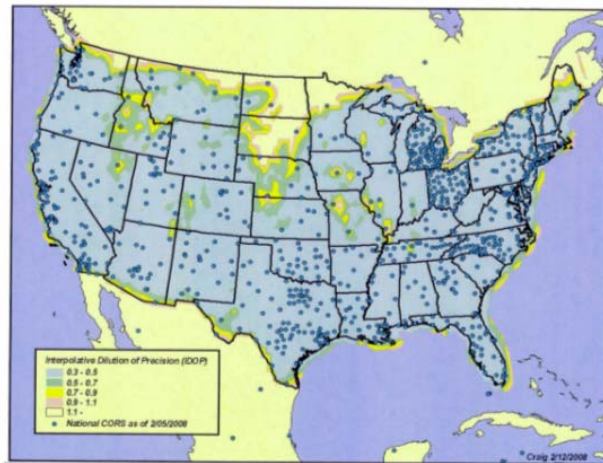 Interpolative Dilution of Precision (IDOP)
0.3 - 0.5
0.5 - 0.7
0.7 - 0.9
0.9 - 1.1
1.1 -
National CORS as of 2/05/2008
Craig 2/12/2008